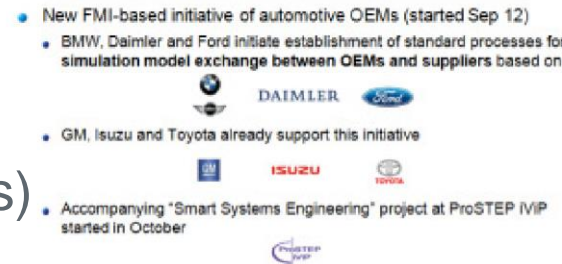 New FMI-based initiative of automotive OEMs (started Sep 12)
BMW, Daimler and Ford initiate establishment of standard processes for
simulation model exchange between OEMs and suppliers based on
DAIMLER
Ford
GM, Isuzu and Toyota already support this initiative
GM
ISUZU
TOYOTA
s)
Accompanying "Smart Systems Engineering" project at ProSTEP iViP
started in October
PROSTEP
iViP